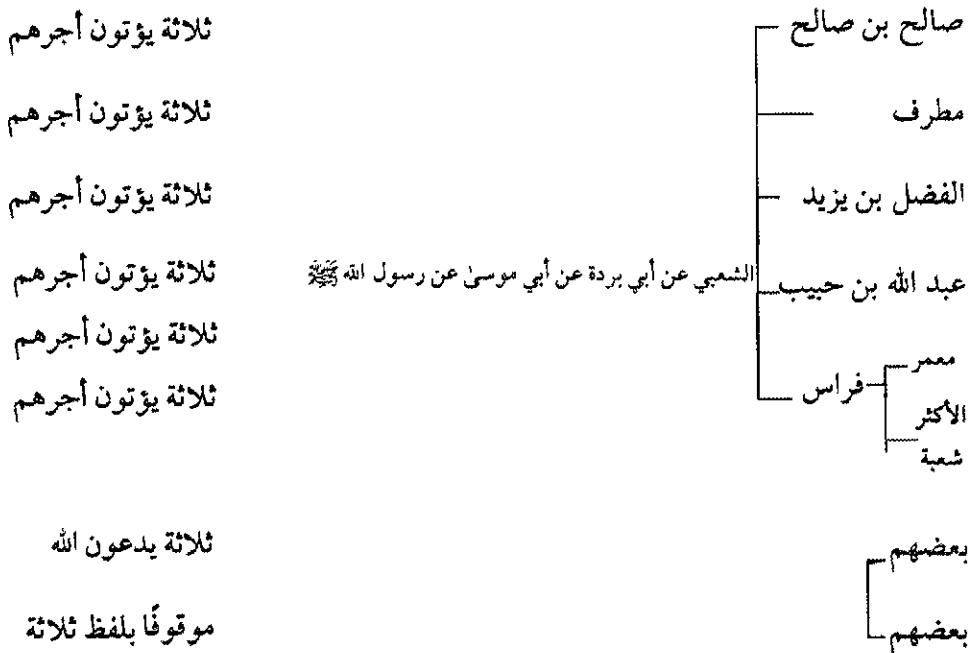 صالح بن صالح ثلاثة يؤتون أجرهم
مطرف ثلاثة يؤتون أجرهم
الفضل بن يزيد ثلاثة يؤتون أجرهم
عبد الله بن حبيب الشعبي عن أبي بردة عن أبي موسىٰ عن رسول الله ﷺ ثلاثة يؤتون أجرهم
معمر ثلاثة يؤتون أجرهم
فراس ثلاثة يؤتون أجرهم
الأكثر
شعبة
بعضهم ثلاثة يدعون الله
بعضهم موقوفًا بلفظ ثلاثة